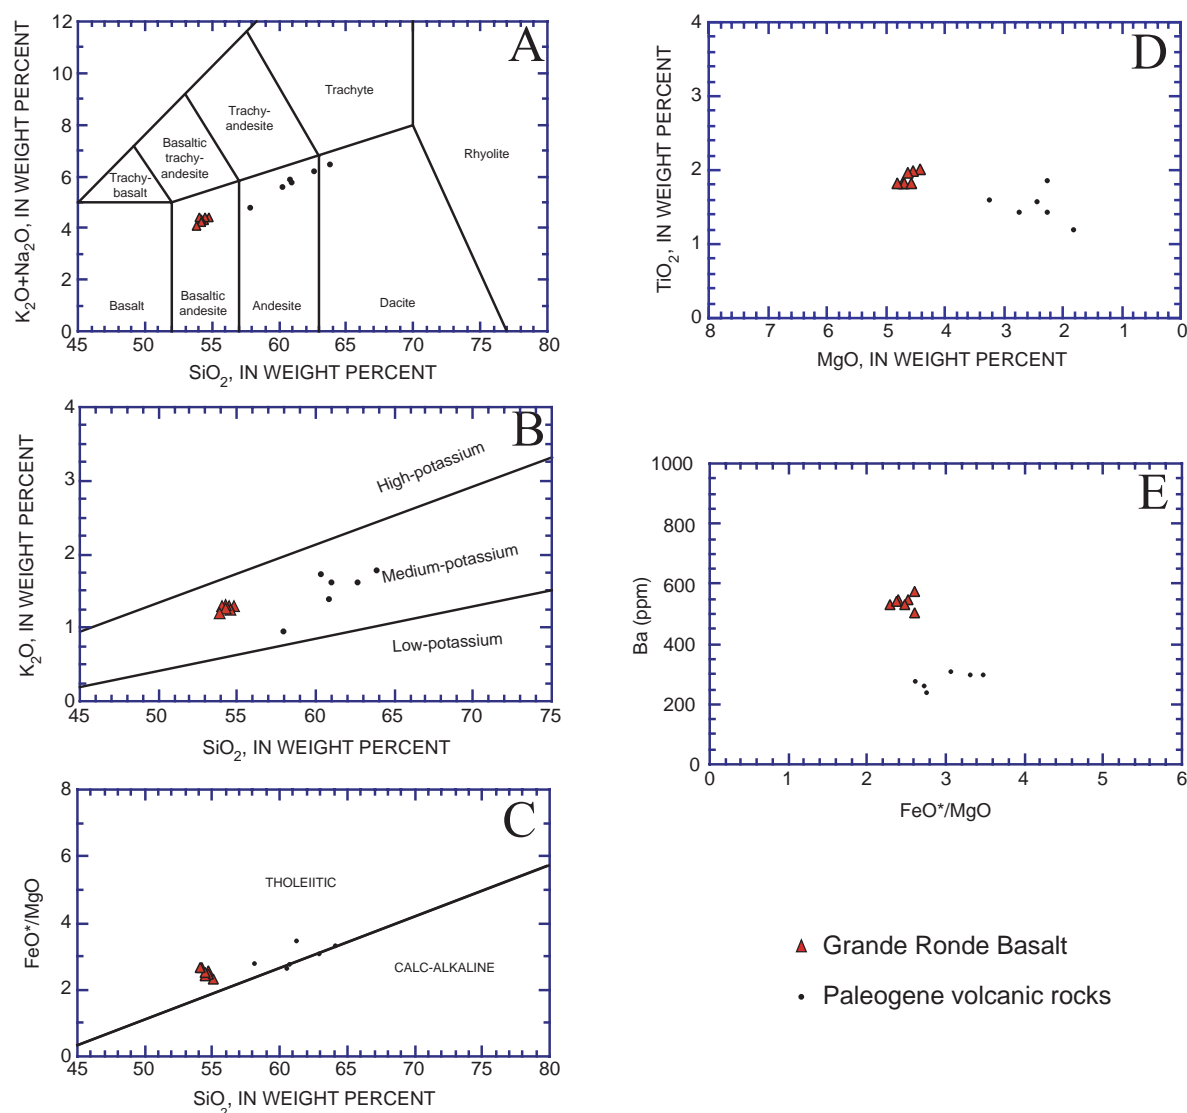 A
K₂O+Na₂O, IN WEIGHT PERCENT
12
10
8
6
4
2
0
Trachyte
Trachy-
andesite
Rhyolite
Basaltic
trachy-
andesite
Trachy-
basalt
Basalt
Basaltic
andesite
Andesite
Dacite
45 50 55 60 65 70 75 80
SiO₂, IN WEIGHT PERCENT
B
K₂O, IN WEIGHT PERCENT
4
3
2
1
0
High-potassium
Medium-potassium
Low-potassium
45 50 55 60 65 70 75
SiO₂, IN WEIGHT PERCENT
C
FeO*/MgO
8
6
4
2
0
THOLEIITIC
CALC-ALKALINE
45 50 55 60 65 70 75 80
SiO₂, IN WEIGHT PERCENT
D
TiO₂, IN WEIGHT PERCENT
4
3
2
1
0
8 7 6 5 4 3 2 1 0
MgO, IN WEIGHT PERCENT
E
Ba (ppm)
1000
800
600
400
200
0
0 1 2 3 4 5 6
FeO*/MgO
Grande Ronde Basalt
Paleogene volcanic rocks